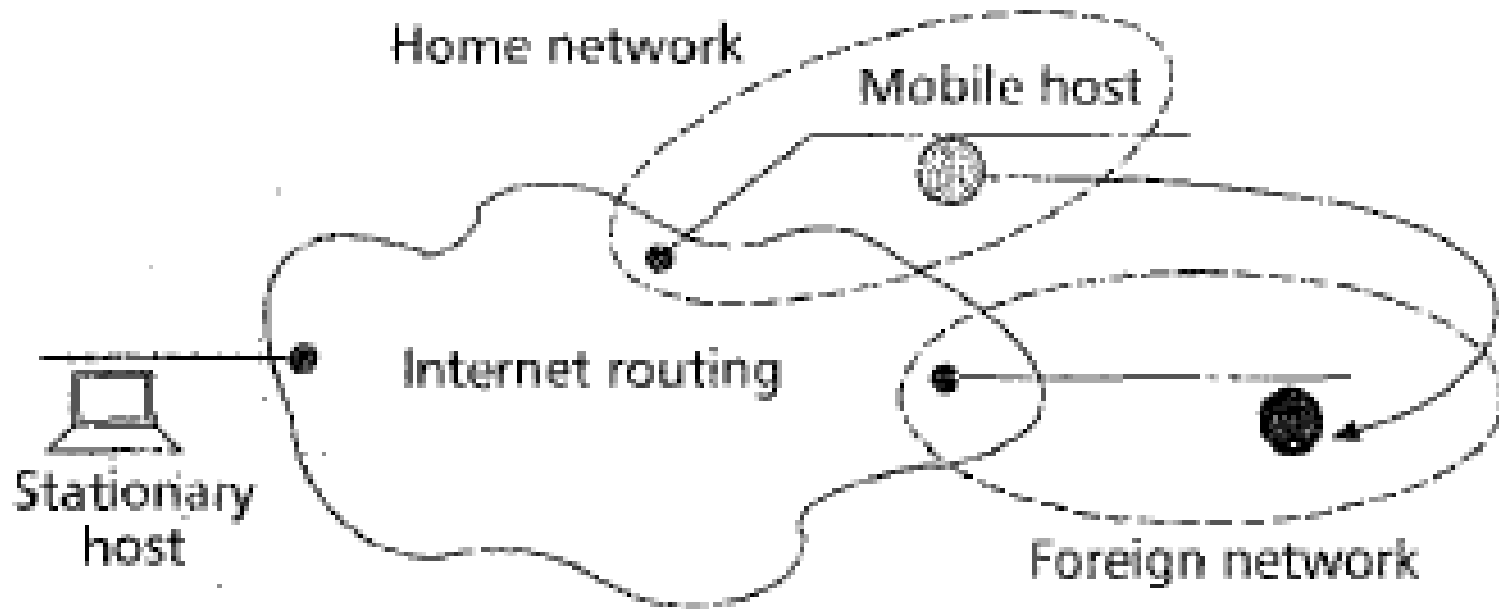 Home network
Mobile host
Internet routing
Stationary
host
Foreign network